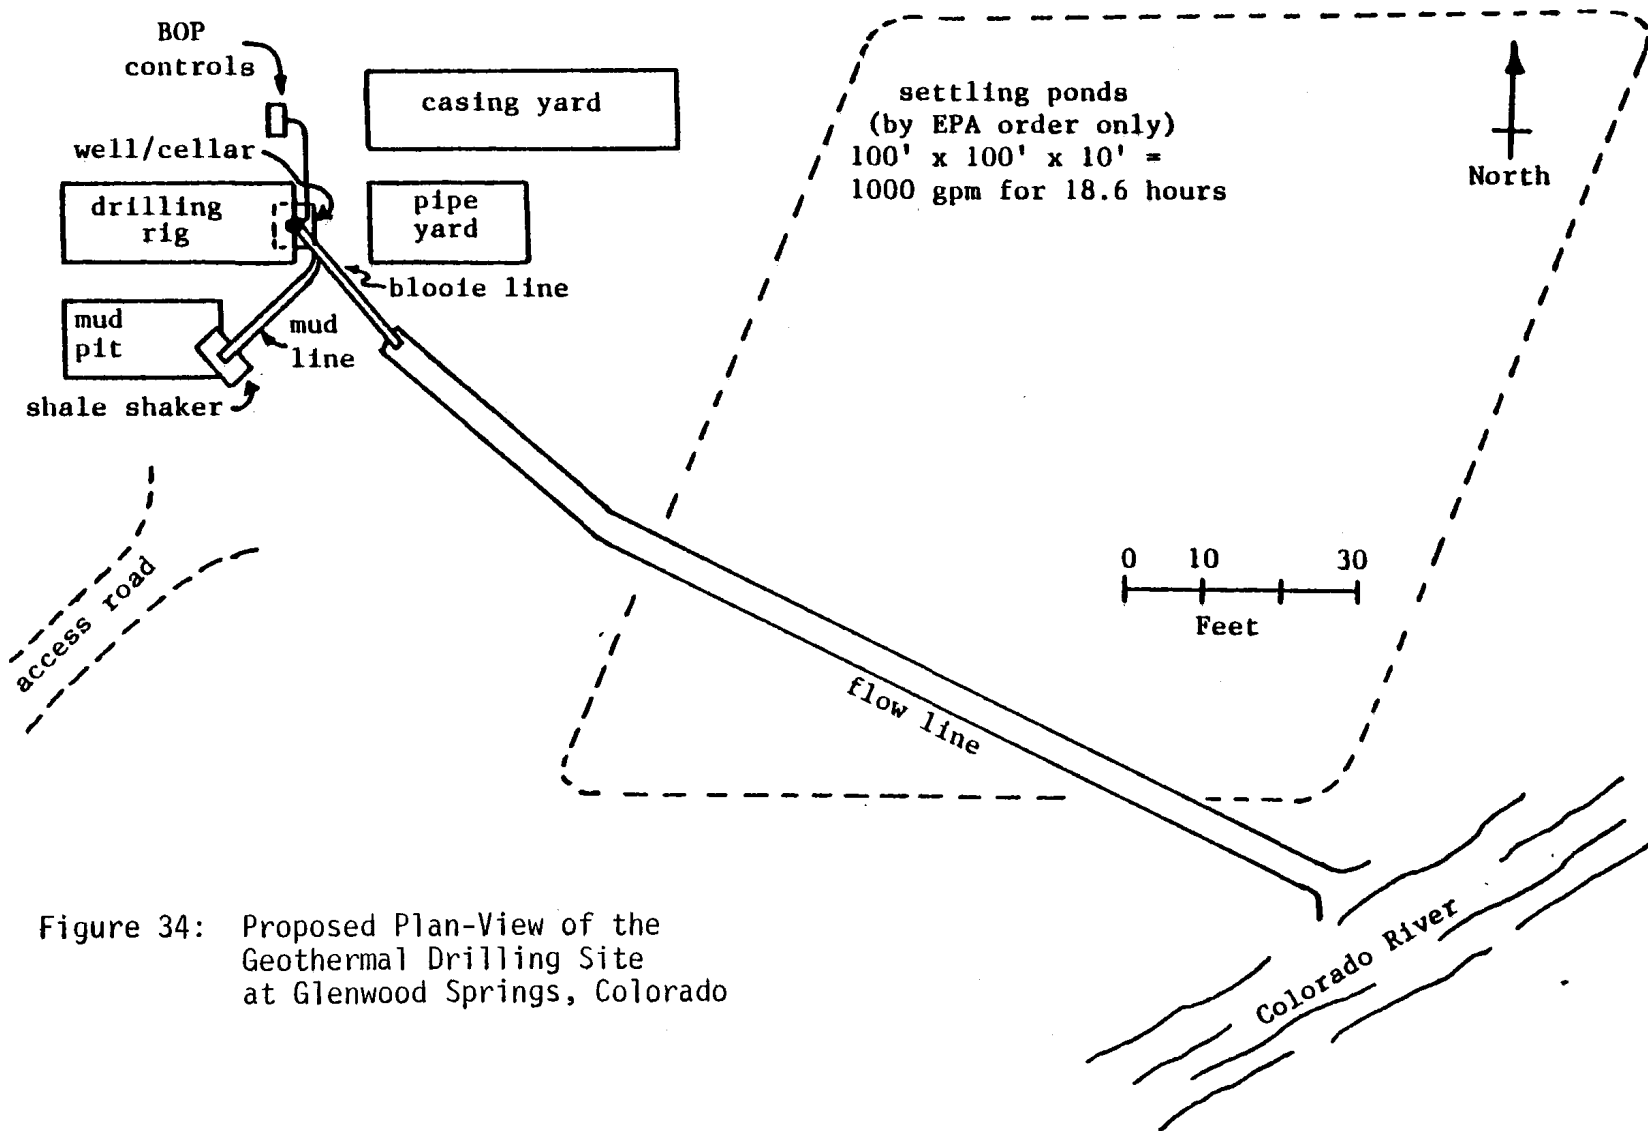 BOP
controls
casing yard
well/cellar
drilling
rig
pipe
yard
settling ponds
(by EPA order only)
100' x 100' x 10' =
1000 gpm for 18.6 hours
North
blooie line
mud
pit
mud
line
shale shaker
access road
0 10 30
Feet
flow line
Colorado River
Figure 34: Proposed Plan-View of the
Geothermal Drilling Site
at Glenwood Springs, Colorado